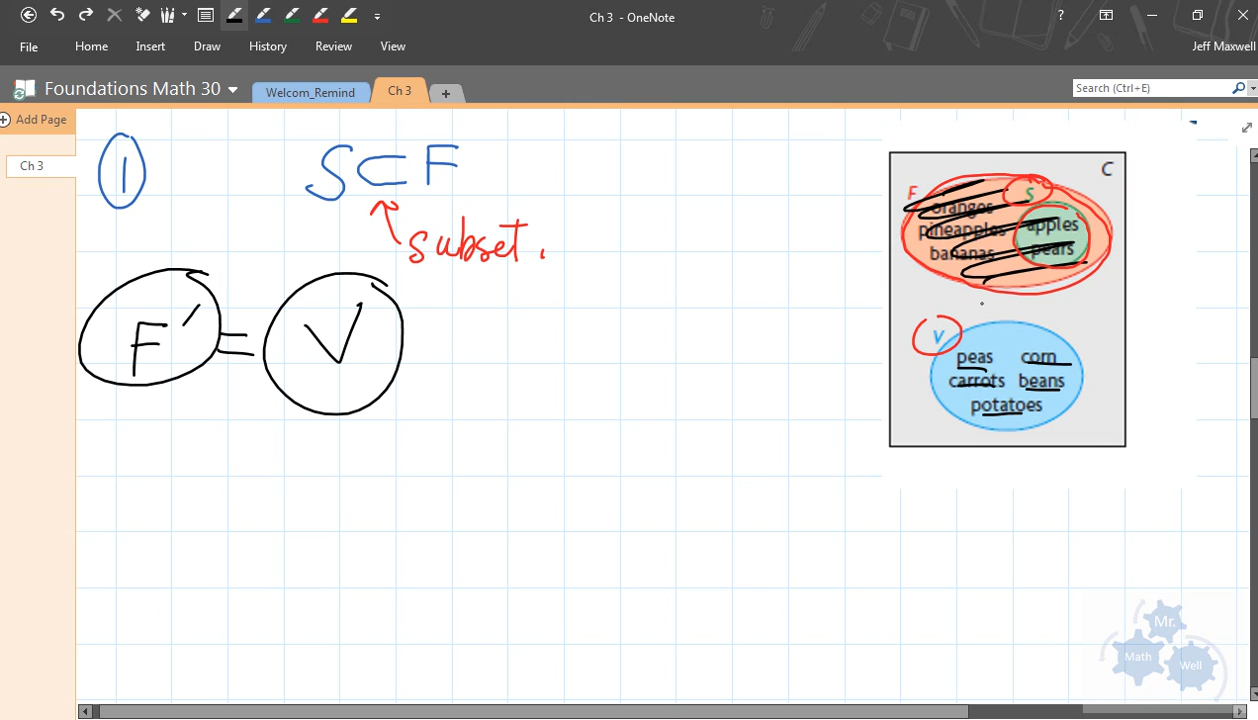 Ch 3 - OneNote
?
File
Home
Insert
Draw
History
Review
View
Jeff Maxwell
Foundations Math 30
Welcom_Remind
Ch 3
+
Search (Ctrl+E)
Add Page
Ch 3
1
S ⊂ F
subset.
F' = V
C
F
S
oranges
apples
pineapples
pears
bananas
V
peas corn
carrots beans
potatoes
Mr.
Math
Well